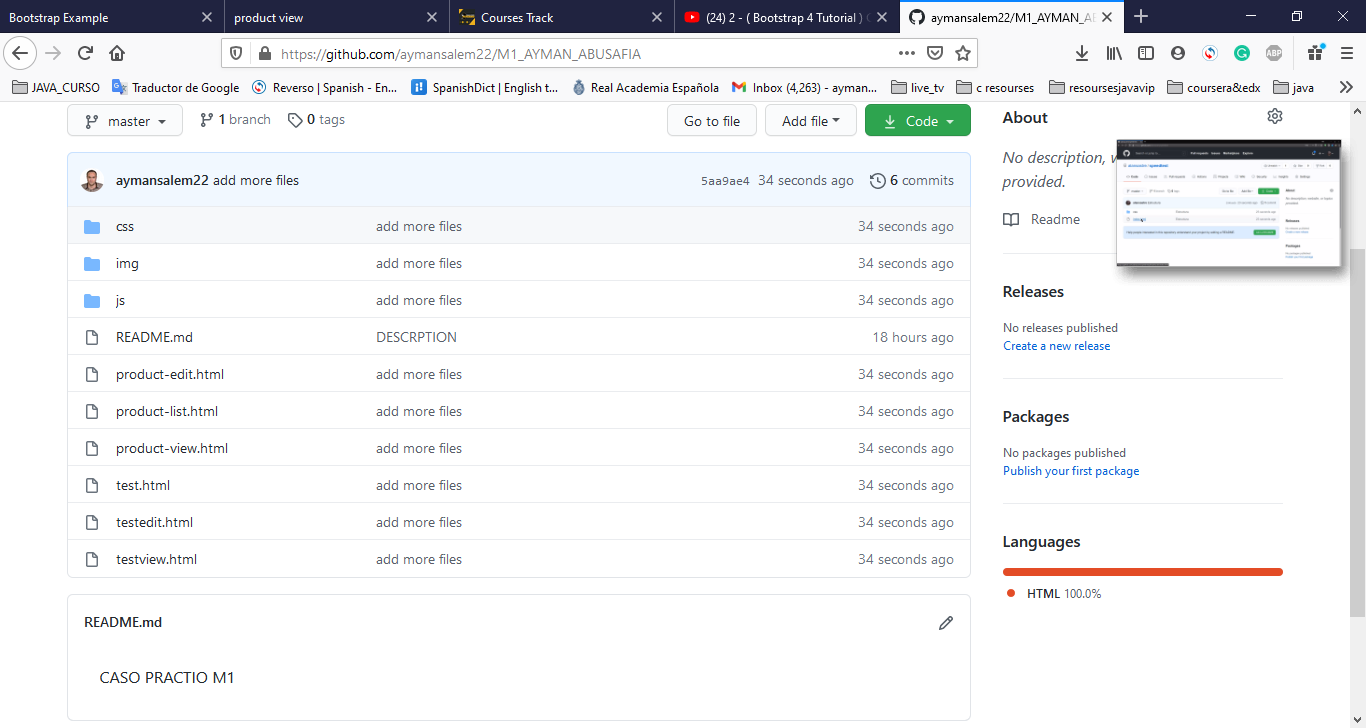 Bootstrap Example
product view
Courses Track
(24) 2 - ( Bootstrap 4 Tutorial )
aymansalem22/M1_AYMAN_AB
https://github.com/aymansalem22/M1_AYMAN_ABUSAFIA
ABP
JAVA_CURSO
Traductor de Google
Reverso | Spanish - En...
SpanishDict | English t...
Real Academia Española
Inbox (4,263) - ayman...
live_tv
c resourses
resoursesjavavip
coursera&edx
java
master
1 branch
0 tags
Go to file
Add file
Code
aymansalem22 add more files
5aa9ae4 34 seconds ago
6 commits
css add more files 34 seconds ago
img add more files 34 seconds ago
js add more files 34 seconds ago
README.md DESCRPTION 18 hours ago
product-edit.html add more files 34 seconds ago
product-list.html add more files 34 seconds ago
product-view.html add more files 34 seconds ago
test.html add more files 34 seconds ago
testedit.html add more files 34 seconds ago
testview.html add more files 34 seconds ago
README.md
CASO PRACTIO M1
About
No description,
provided.
Readme
Releases
No releases published
Create a new release
Packages
No packages published
Publish your first package
Languages
HTML 100.0%